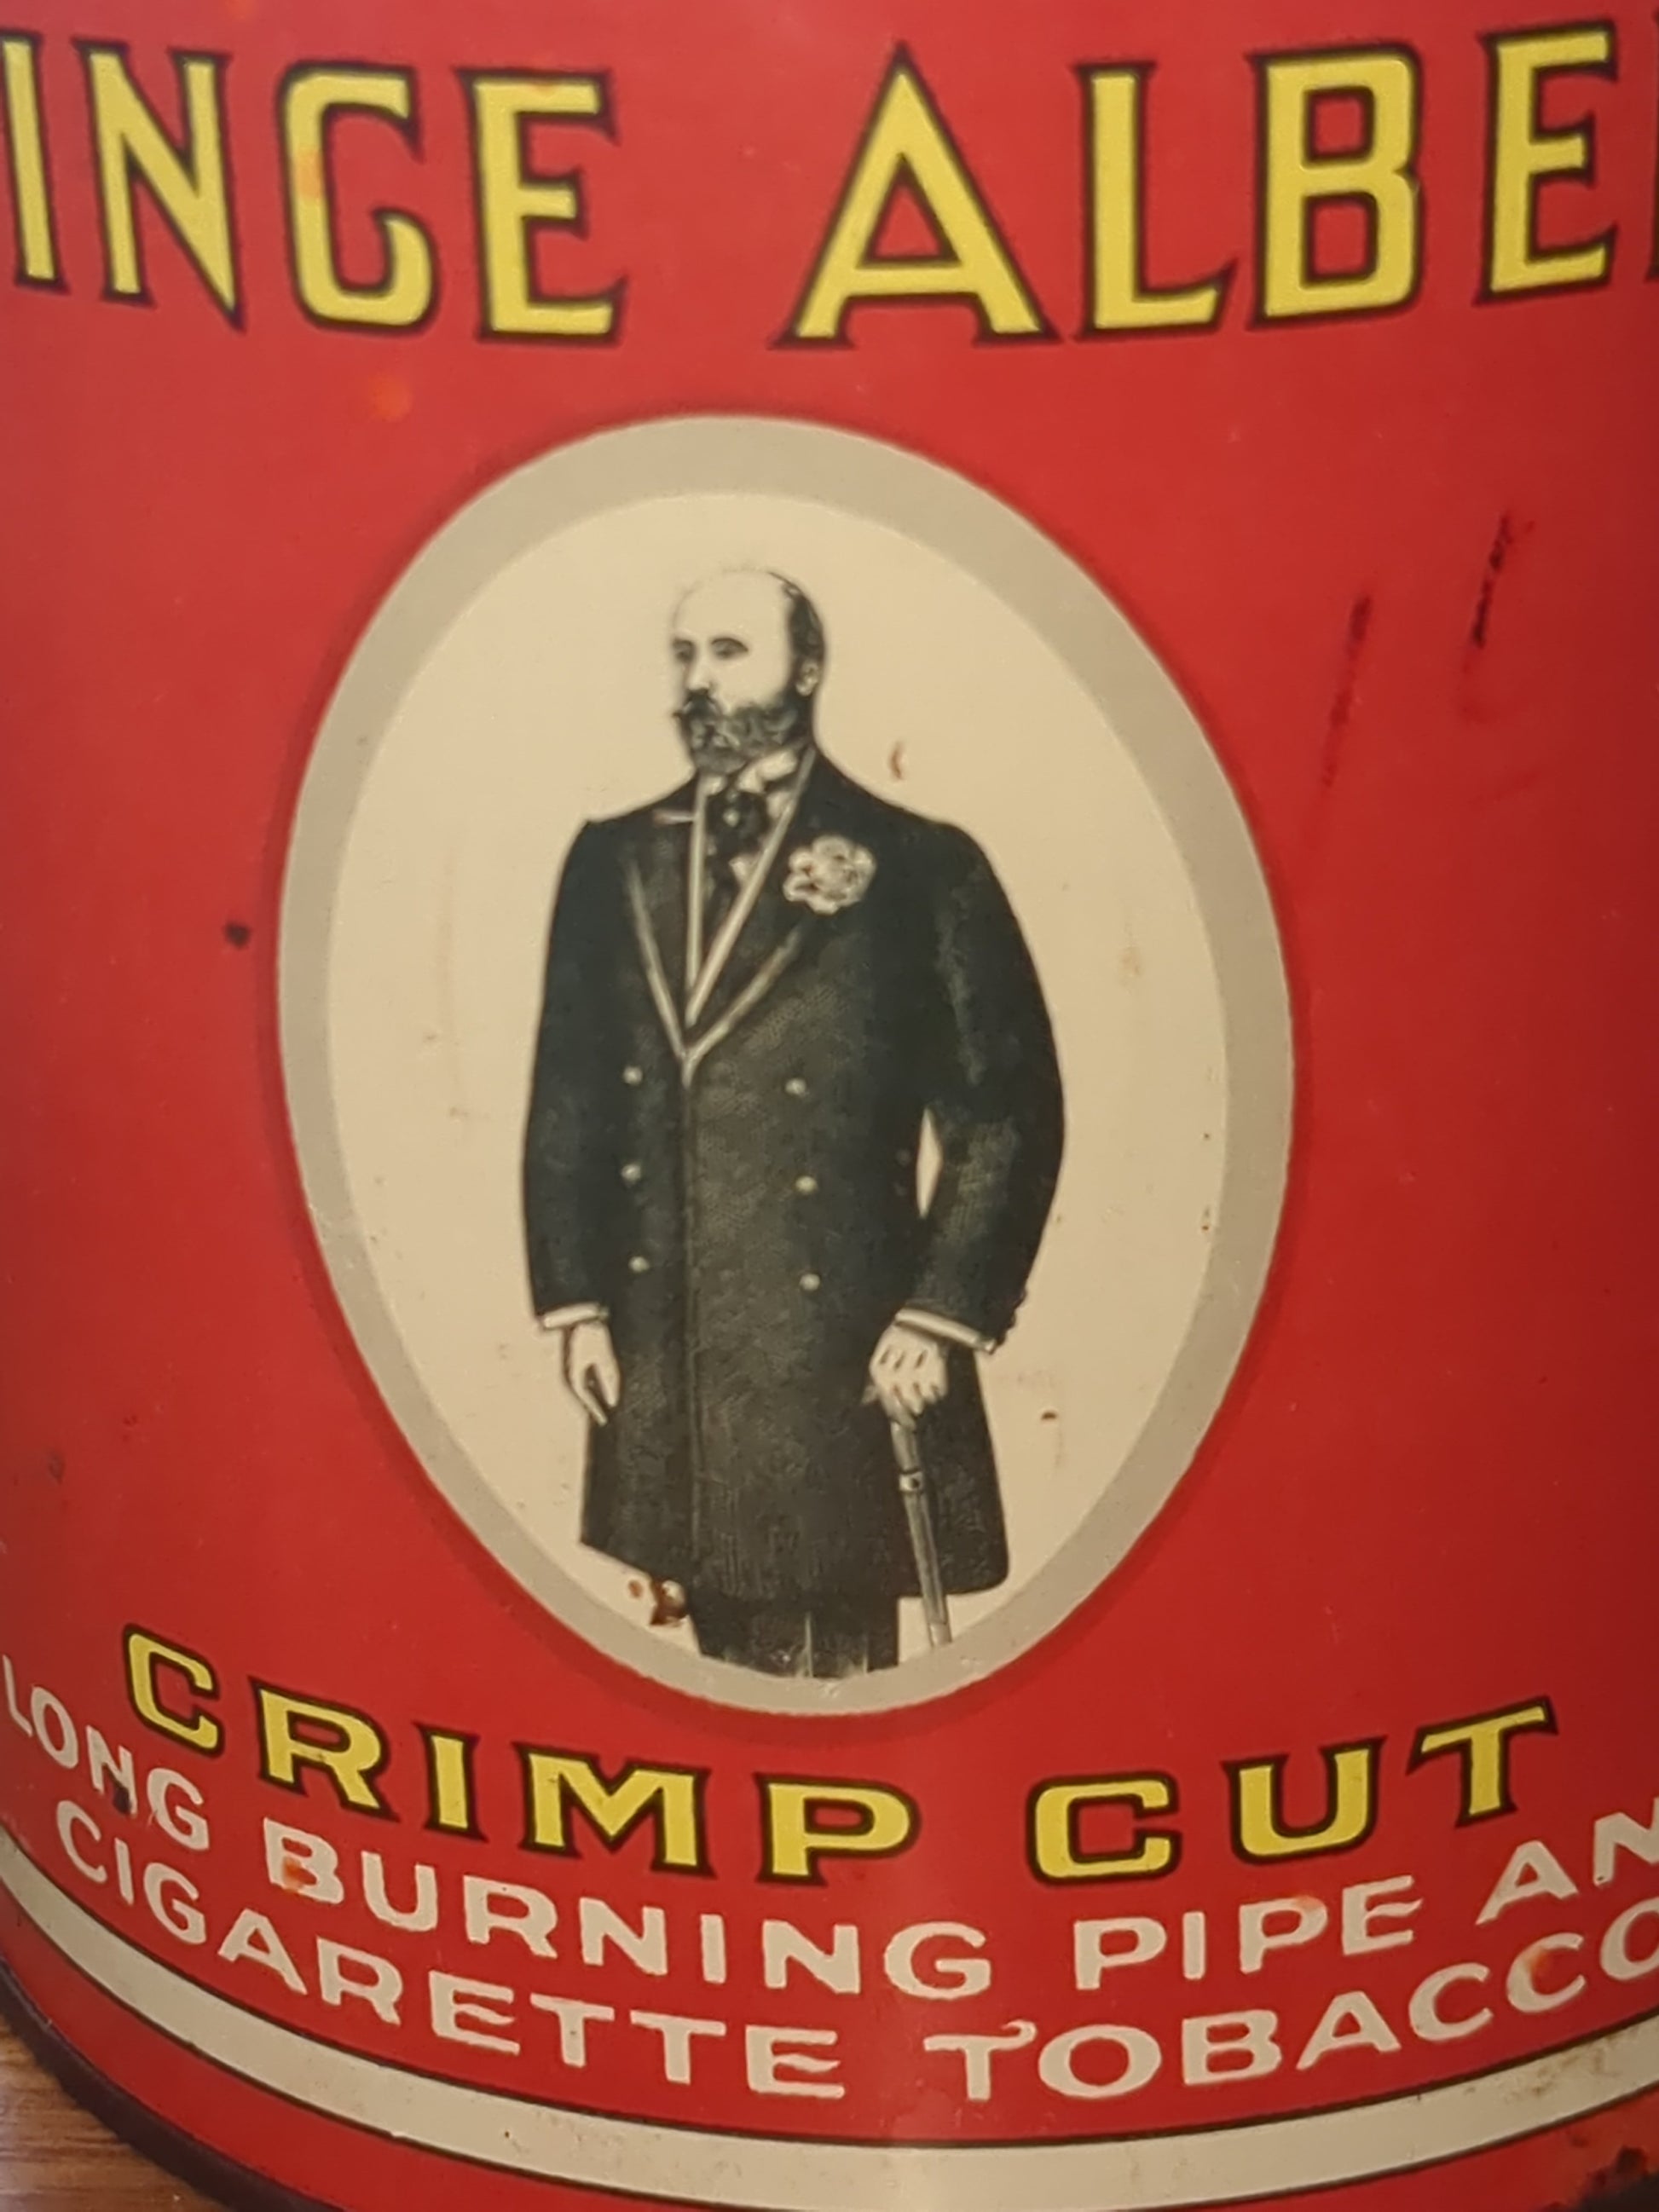 INCE ALBE
CRIMP CUT
LONG BURNING PIPE AN
CIGARETTE TOBACCO